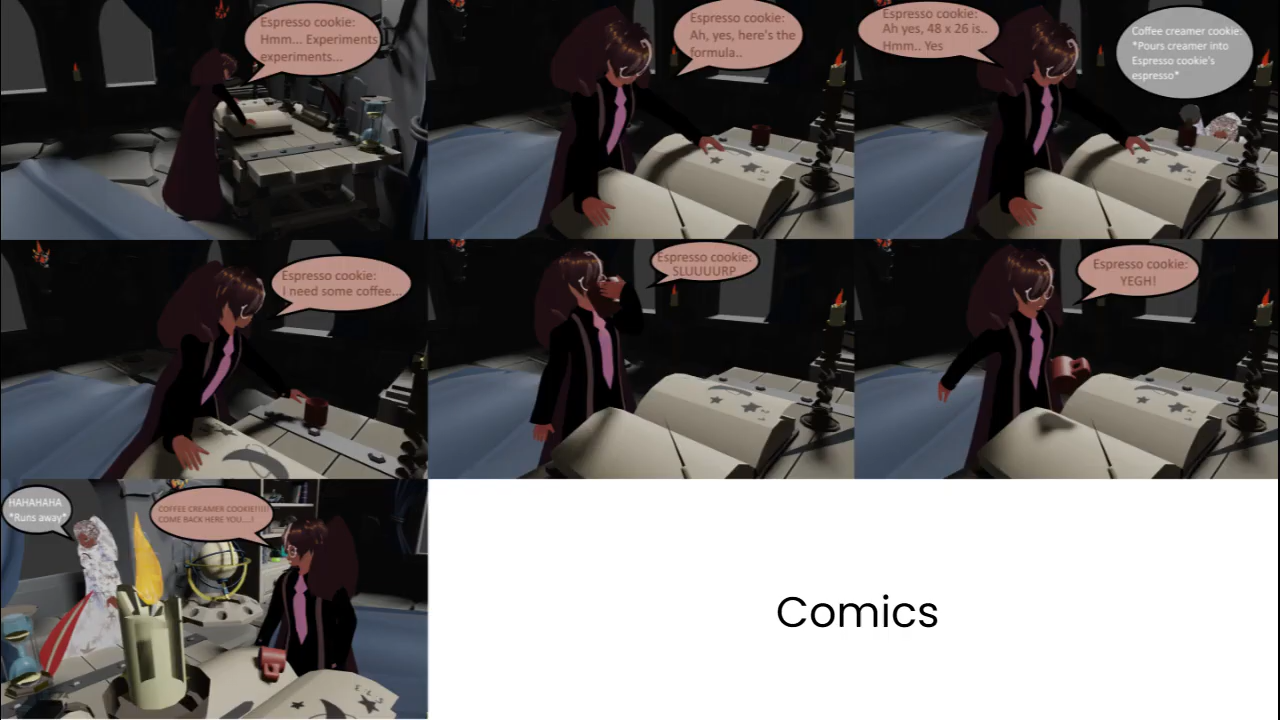 Espresso cookie:
Hmm... Experiments
experiments...
Espresso cookie:
Ah, yes, here's the
formula..
Espresso cookie:
Ah yes, 48 x 26 is..
Hmm.. Yes
Coffee creamer cookie:
*Pours creamer into
Espresso cookie's
espresso*
Espresso cookie:
I need some coffee...
Espresso cookie:
SLUUUURP
Espresso cookie:
YEGH!
HAHAHAHA
*Runs away*
COFFEE CREAMER COOKIE!!!!!
COME BACK HERE YOU....!
Comics